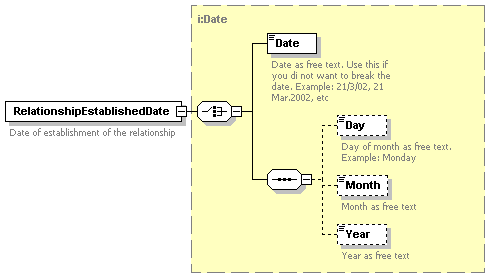 i:Date
Date
Date as free text. Use this if
you di not want to break the
date. Example: 21/3/02, 21
Mar.2002, etc
RelationshipEstablishedDate
Date of establishment of the relationship
Day
Day of month as free text.
Example: Monday
Month
Month as free text
Year
Year as free text